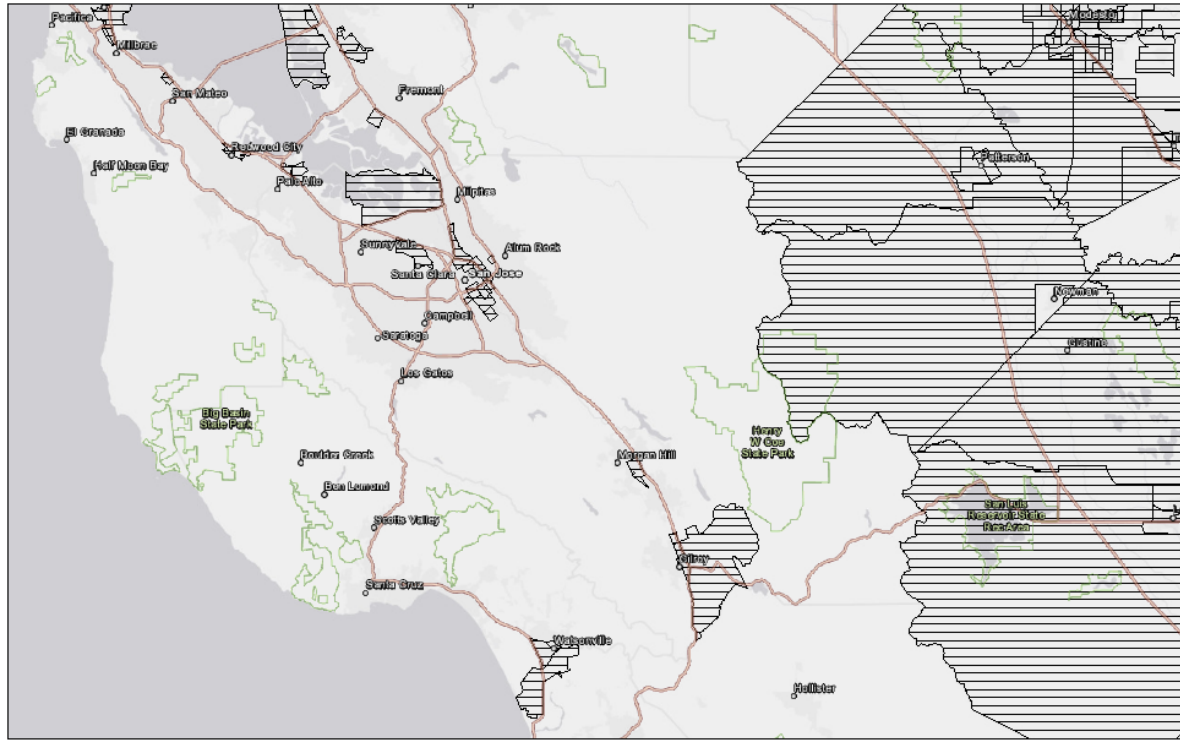 Pacifica
Modesto
Millbrae
Fremont
San Mateo
El Granada
Redwood City
Half Moon Bay
Patterson
Palo Alto
Milpitas
Sunnyvale
Alum Rock
Santa Clara
San Jose
Newman
Campbell
Saratoga
Gustine
Los Gatos
Big Basin
State Park
Henry
W Coe
State Park
Boulder Creek
Morgan Hill
Ben Lomond
San Luis
Reservoir State
Rec Area
Scotts Valley
Gilroy
Santa Cruz
Watsonville
Hollister